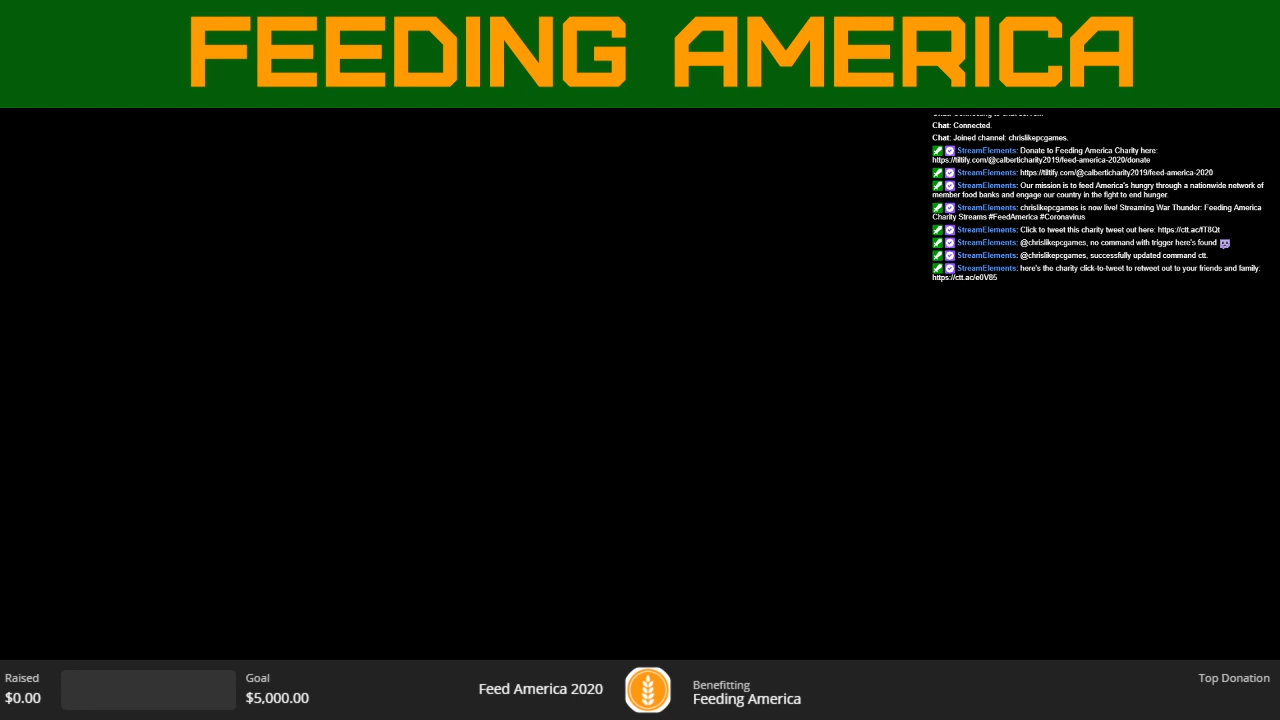 FEEDING AMERICA
Chat: Connected.
Chat: Joined channel: chrislikepcgames.
StreamElements: Donate to Feeding America Charity here:
https://tiltify.com/@calberticharity2019/feed-america-2020/donate
StreamElements: https://tiltify.com/@calberticharity2019/feed-america-2020
StreamElements: Our mission is to feed America's hungry through a nationwide network of
member food banks and engage our country in the fight to end hunger.
StreamElements: chrislikepcgames is now live! Streaming War Thunder: Feeding America
Charity Streams #FeedAmerica #Coronavirus
StreamElements: Click to tweet this charity tweet out here: https://ctt.ac/fT8Qt
StreamElements: @chrislikepcgames, no command with trigger here's found
StreamElements: @chrislikepcgames, successfully updated command ctt.
StreamElements: here's the charity click-to-tweet to retweet out to your friends and family:
https://ctt.ac/e0V85
Raised
$0.00
Goal
$5,000.00
Feed America 2020
Benefitting
Feeding America
Top Donation